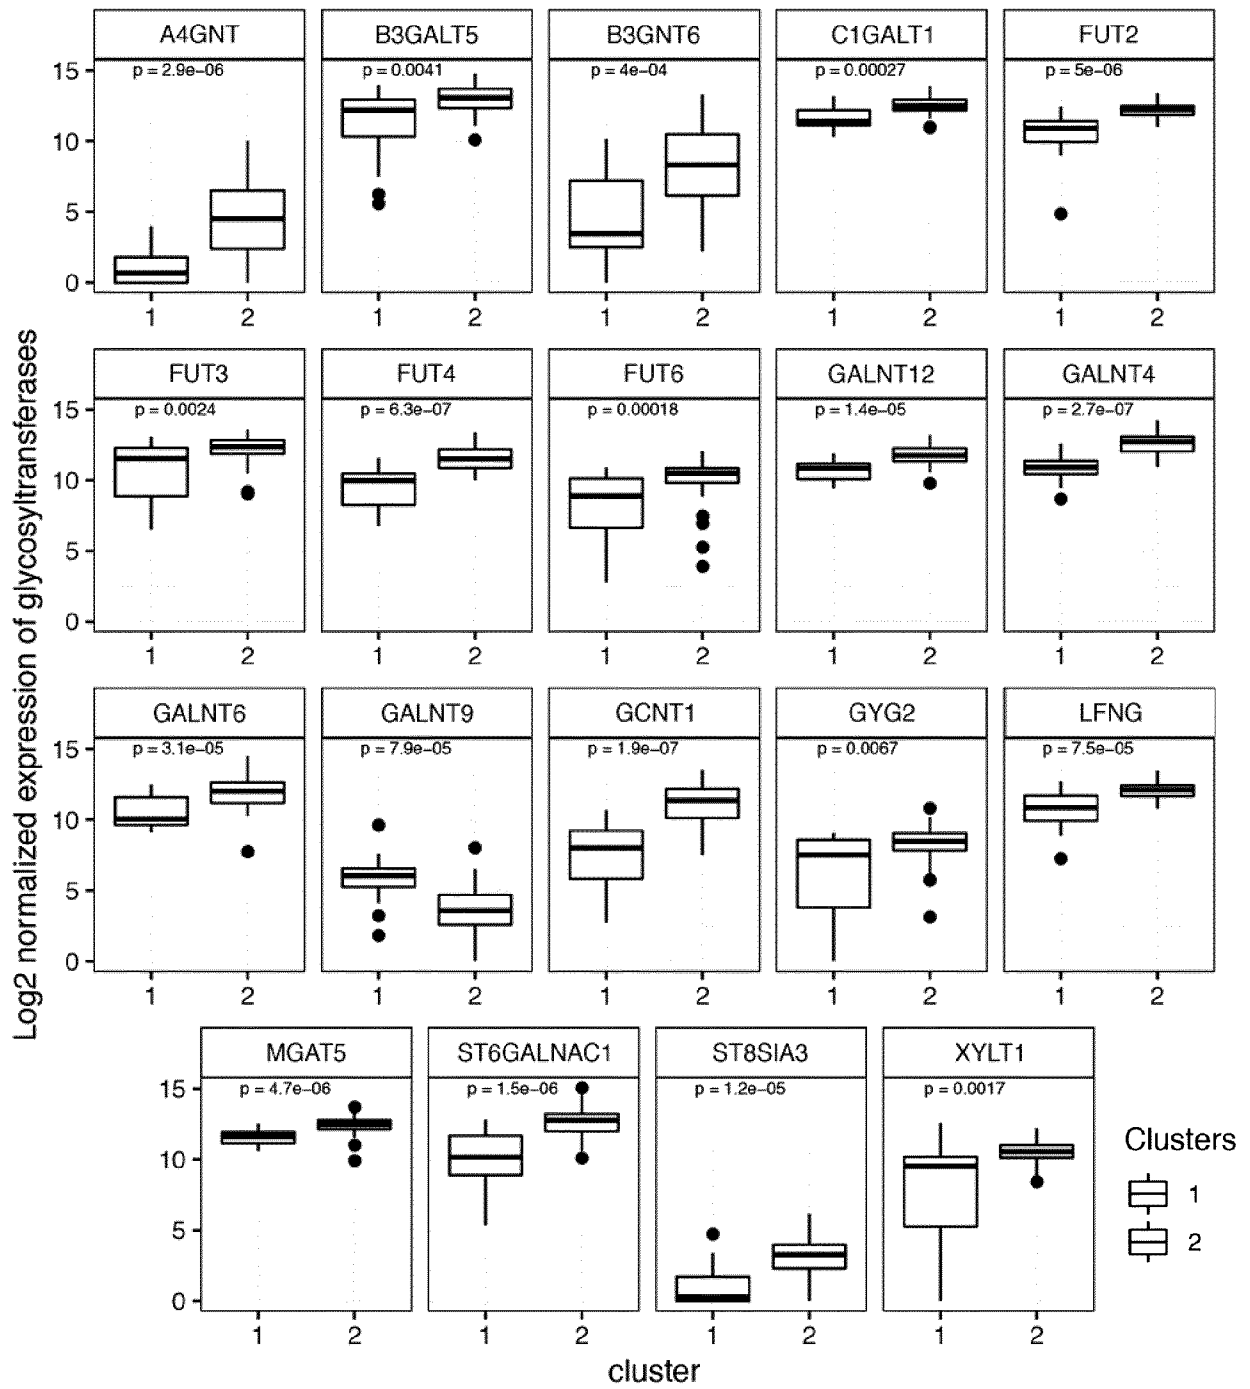 A4GNT B3GALT5 B3GNT6 C1GALT1 FUT2
p = 2.9e−06 p = 0.0041 p = 4e−04 p = 0.00027 p = 5e−06
15
10
5
0
1 2 1 2 1 2 1 2 1 2
FUT3 FUT4 FUT6 GALNT12 GALNT4
p = 0.0024 p = 6.3e−07 p = 0.00018 p = 1.4e−05 p = 2.7e−07
15
10
5
0
1 2 1 2 1 2 1 2 1 2
GALNT6 GALNT9 GCNT1 GYG2 LFNG
p = 3.1e−05 p = 7.9e−05 p = 1.9e−07 p = 0.0067 p = 7.5e−05
15
10
5
0
1 2 1 2 1 2 1 2 1 2
MGAT5 ST6GALNAC1 ST8SIA3 XYLT1
p = 4.7e−06 p = 1.5e−06 p = 1.2e−05 p = 0.0017
15
10
5
0
1 2 1 2 1 2 1 2
cluster
Log2 normalized expression of glycosyltransferases
Clusters
1
2